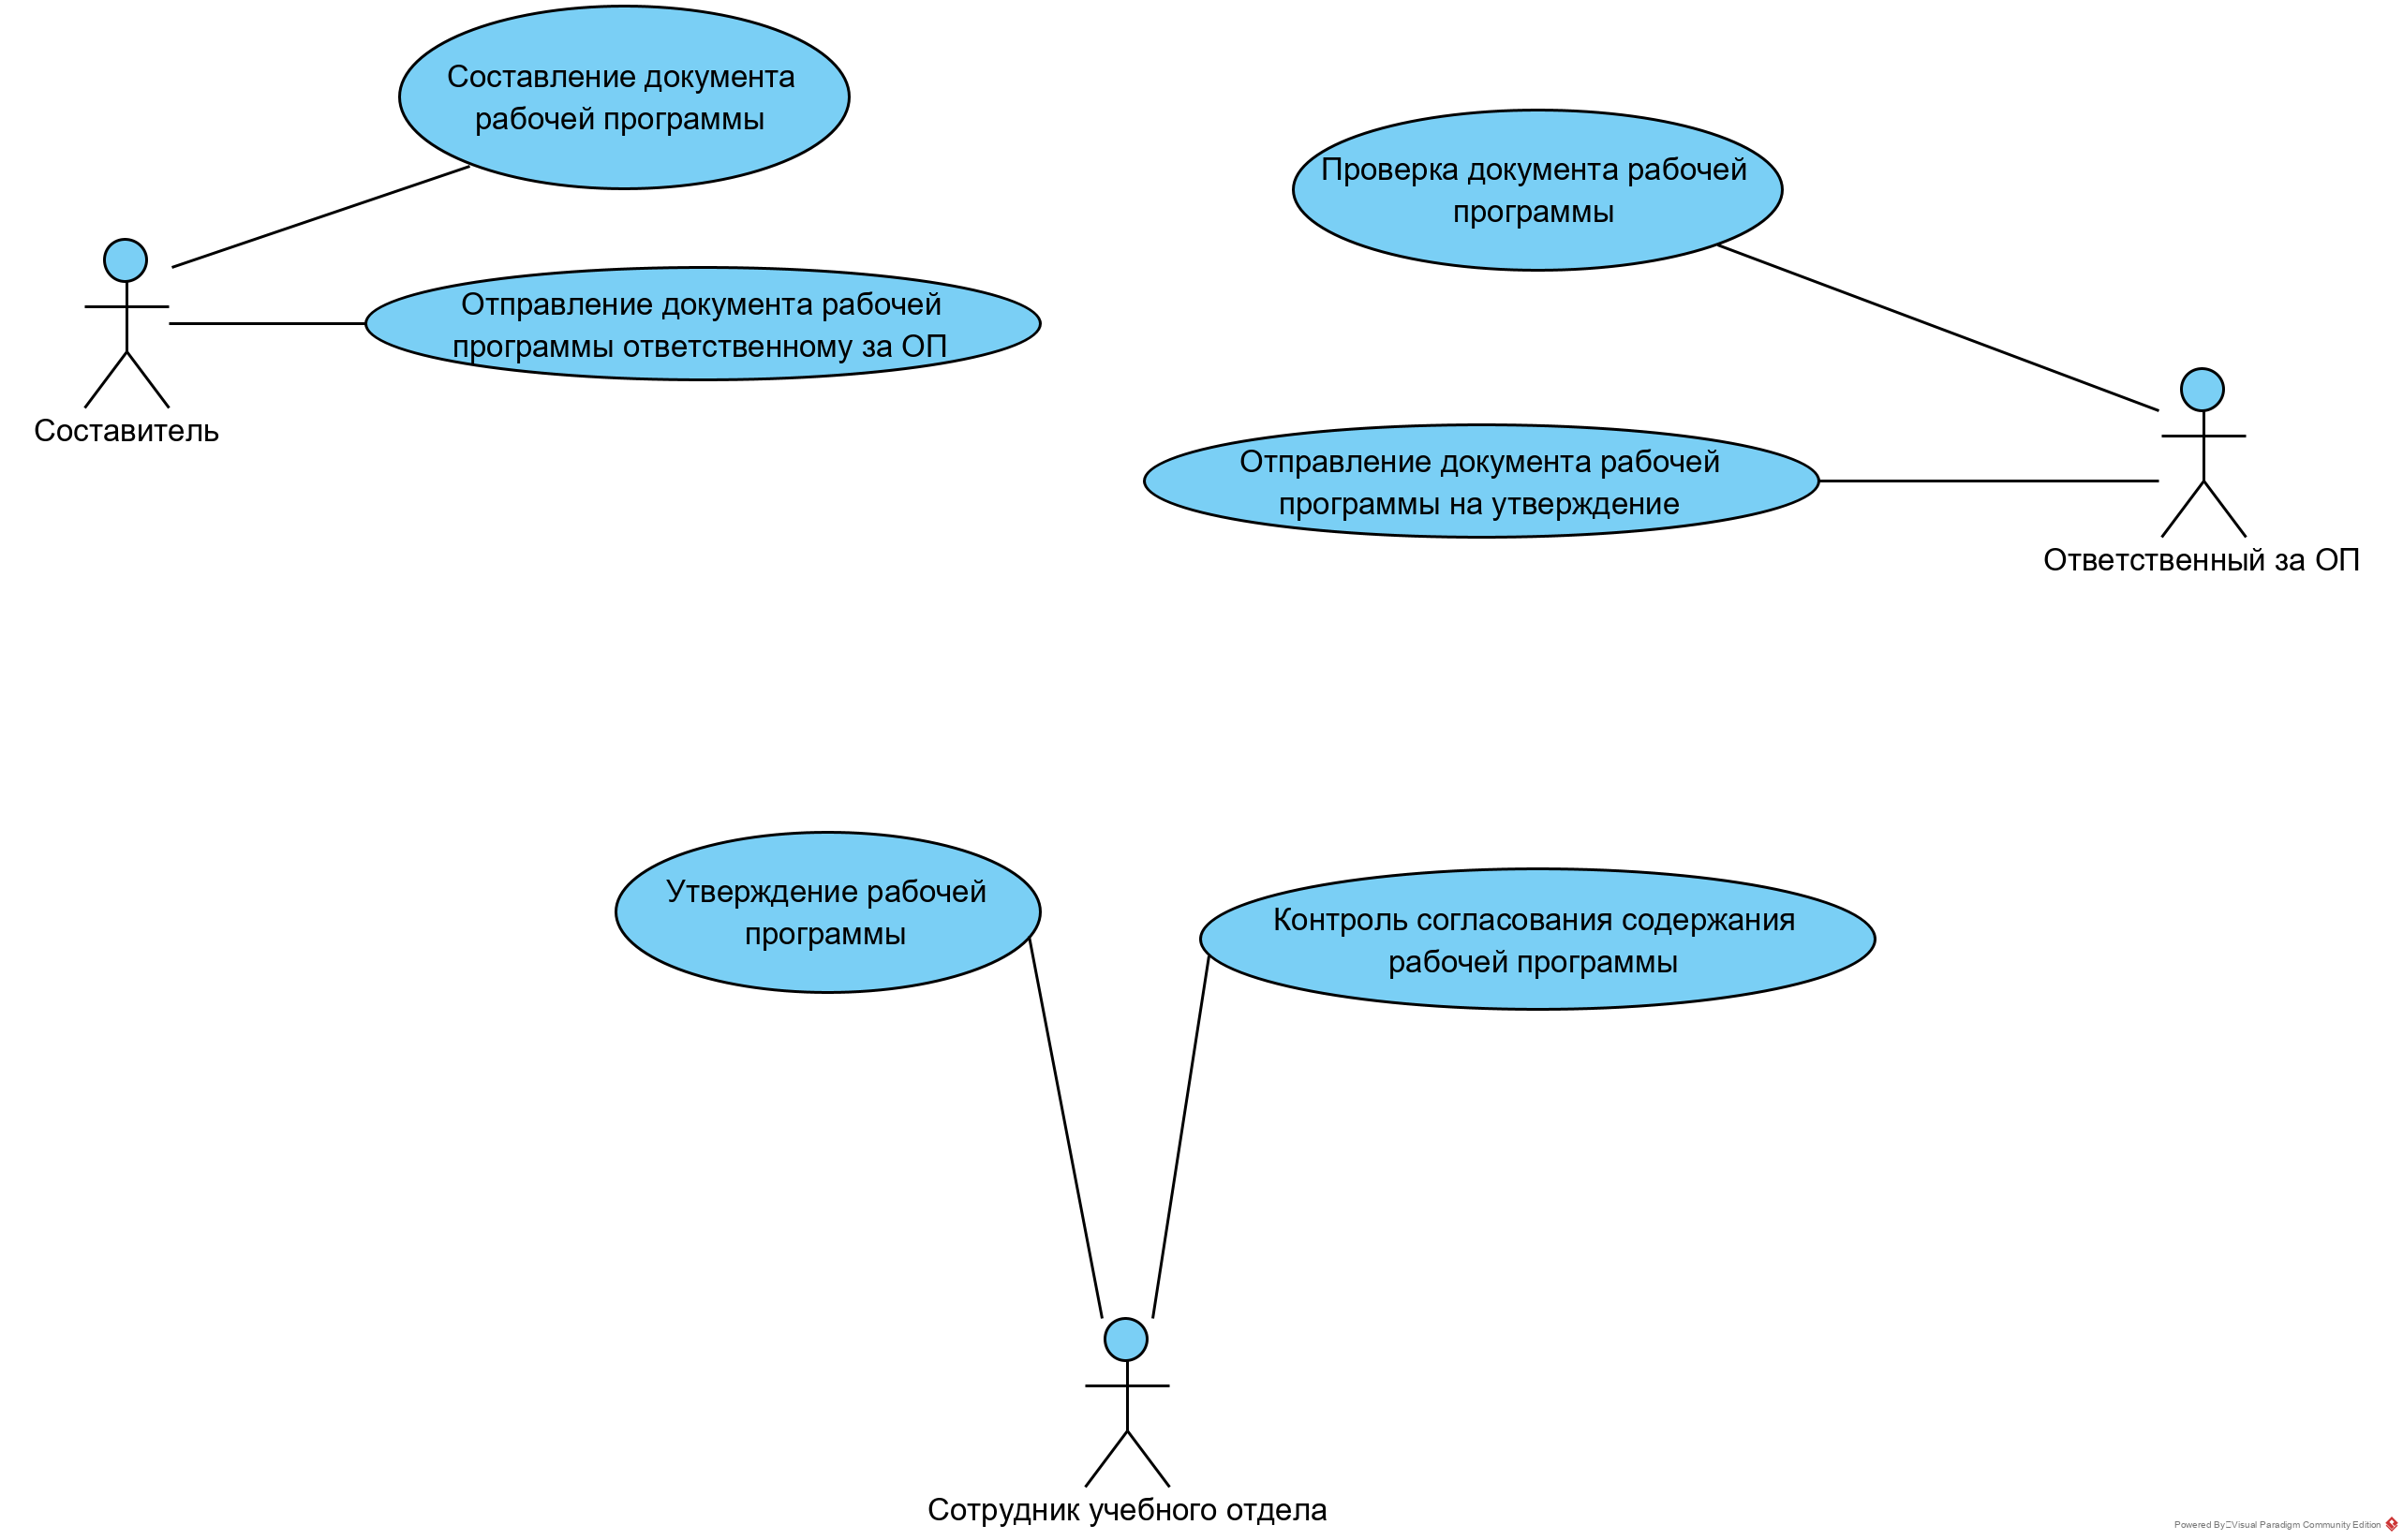 Составление документа
рабочей программы
Проверка документа рабочей
программы
Отправление документа рабочей
программы ответственному за ОП
Составитель
Отправление документа рабочей
программы на утверждение
Ответственный за ОП
Утверждение рабочей
программы
Контроль согласования содержания
рабочей программы
Сотрудник учебного отдела
Powered By Visual Paradigm Community Edition